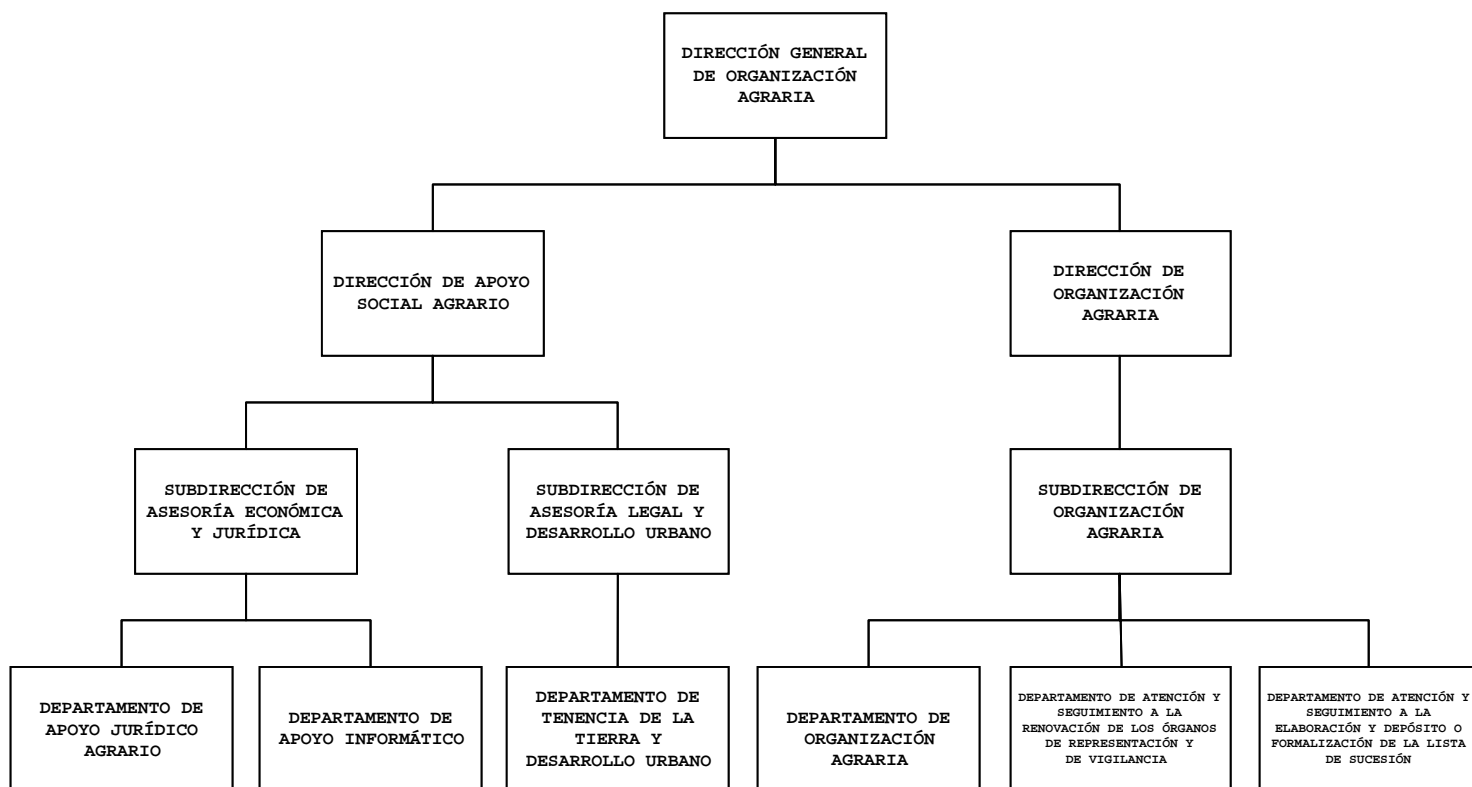 DIRECCIÓN GENERAL
DE ORGANIZACIÓN
AGRARIA
DIRECCIÓN DE APOYO
SOCIAL AGRARIO
DIRECCIÓN DE
ORGANIZACIÓN
AGRARIA
SUBDIRECCIÓN DE
ASESORÍA ECONÓMICA
Y JURÍDICA
SUBDIRECCIÓN DE
ASESORÍA LEGAL Y
DESARROLLO URBANO
SUBDIRECCIÓN DE
ORGANIZACIÓN
AGRARIA
DEPARTAMENTO DE
APOYO JURÍDICO
AGRARIO
DEPARTAMENTO DE
APOYO INFORMÁTICO
DEPARTAMENTO DE
TENENCIA DE LA
TIERRA Y
DESARROLLO URBANO
DEPARTAMENTO DE
ORGANIZACIÓN
AGRARIA
DEPARTAMENTO DE ATENCIÓN Y
SEGUIMIENTO A LA
RENOVACIÓN DE LOS ÓRGANOS
DE REPRESENTACIÓN Y
DE VIGILANCIA
DEPARTAMENTO DE ATENCIÓN Y
SEGUIMIENTO A LA
ELABORACIÓN Y DEPÓSITO O
FORMALIZACIÓN DE LA LISTA
DE SUCESIÓN